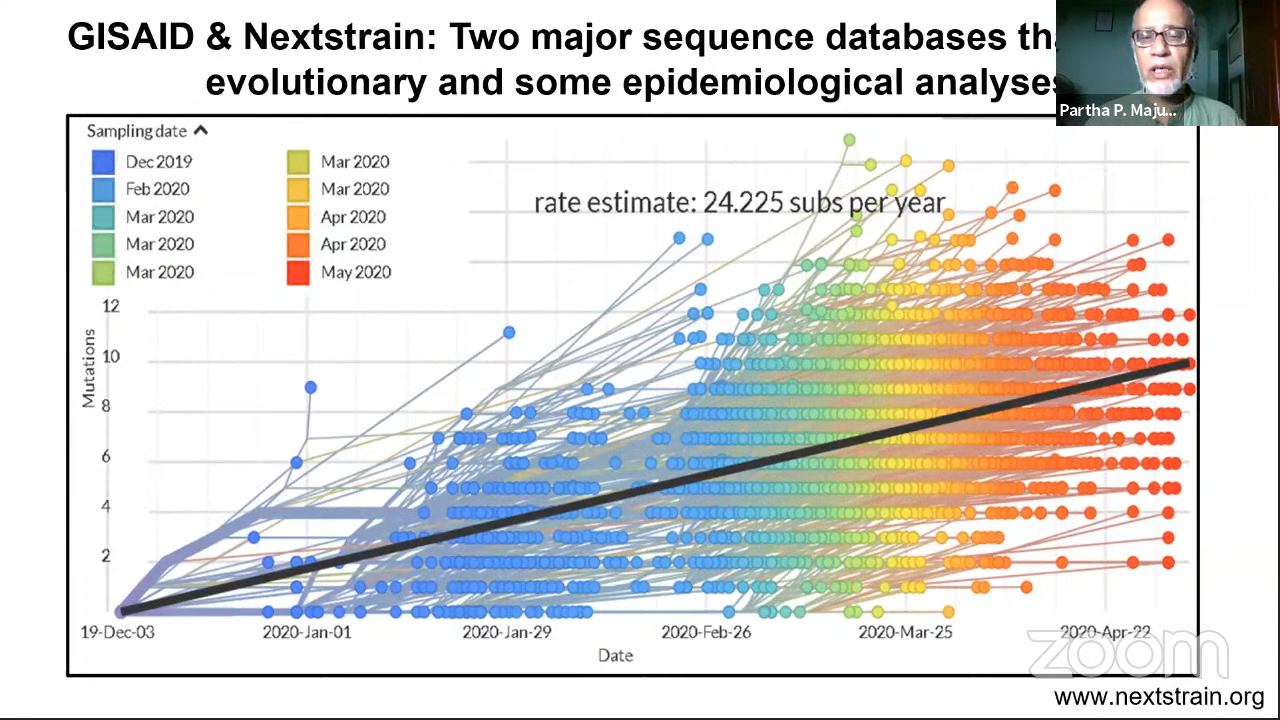 GISAID & Nextstrain: Two major sequence databases
evolutionary and some epidemiological analyses
Partha P. Maju...
Sampling date
Dec 2019
Feb 2020
Mar 2020
Mar 2020
Mar 2020
Mar 2020
Mar 2020
Apr 2020
Apr 2020
May 2020
rate estimate: 24.225 subs per year
12
10
8
6
4
2
Mutations
19-Dec-03
2020-Jan-01
2020-Jan-29
2020-Feb-26
2020-Mar-25
2020-Apr-22
Date
zoom
www.nextstrain.org